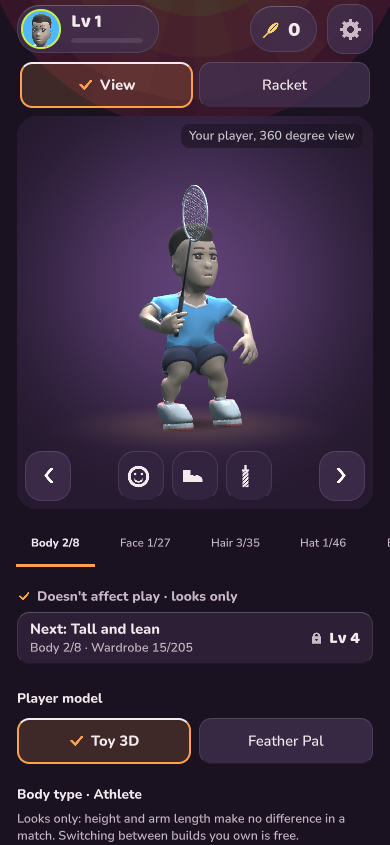 Lv 1
0
View
Racket
Your player, 360 degree view
Body 2/8
Face 1/27
Hair 3/35
Hat 1/46
Doesn't affect play · looks only
Next: Tall and lean
Body 2/8 · Wardrobe 15/205
Lv 4
Player model
Toy 3D
Feather Pal
Body type · Athlete
Looks only: height and arm length make no difference in a
match. Switching between builds you own is free.